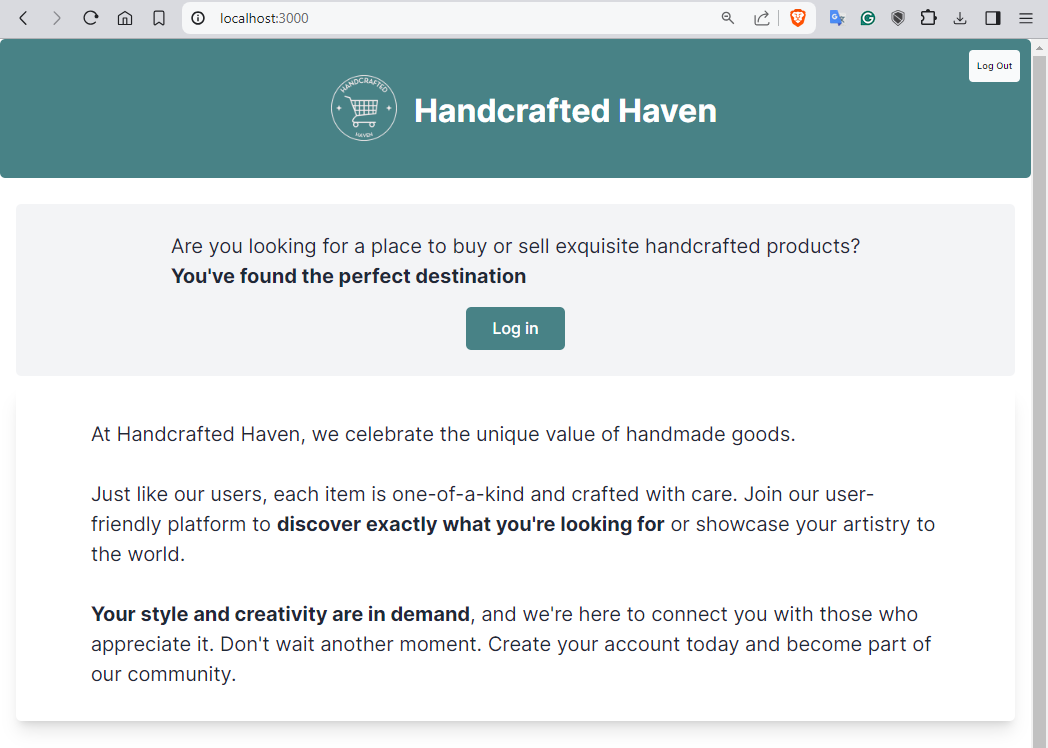 localhost:3000
Log Out
HANDCRAFTED
HAVEN
Handcrafted Haven
Are you looking for a place to buy or sell exquisite handcrafted products?
You've found the perfect destination
Log in
At Handcrafted Haven, we celebrate the unique value of handmade goods.
Just like our users, each item is one-of-a-kind and crafted with care. Join our user-
friendly platform to discover exactly what you're looking for or showcase your artistry to
the world.
Your style and creativity are in demand, and we're here to connect you with those who
appreciate it. Don't wait another moment. Create your account today and become part of
our community.